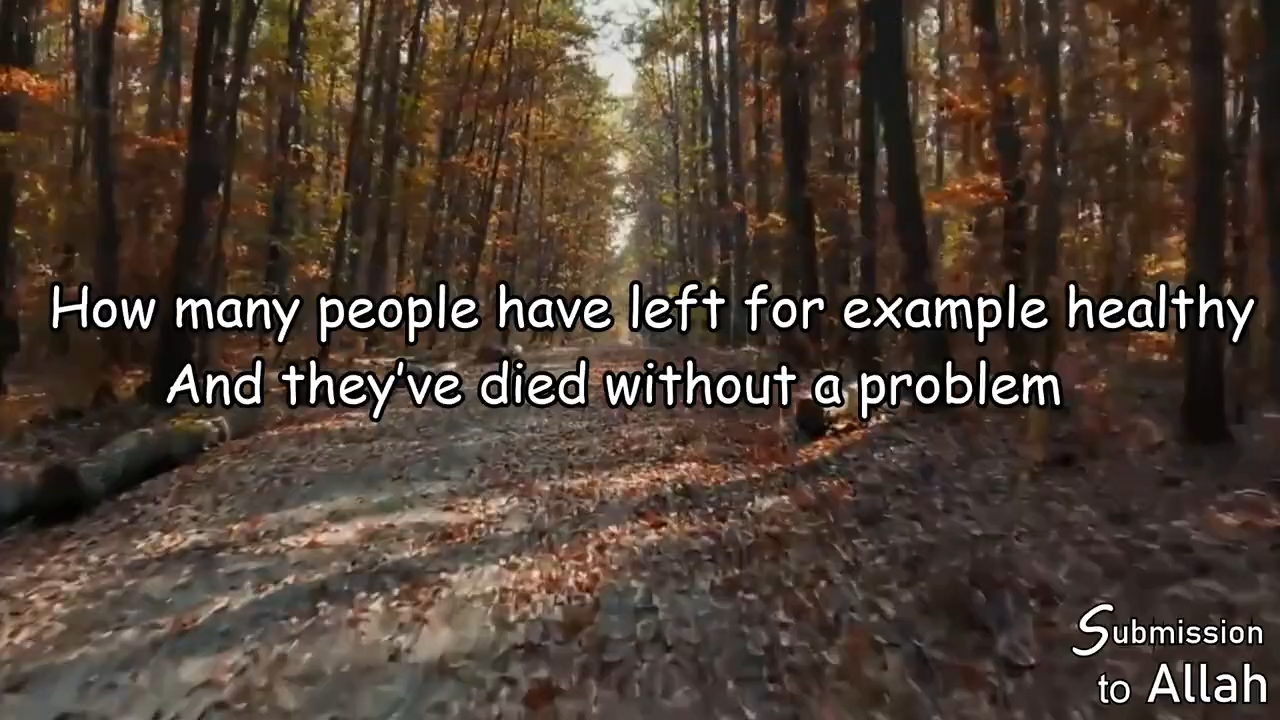 How many people have left for example healthy
And they've died without a problem
Submission
to Allah